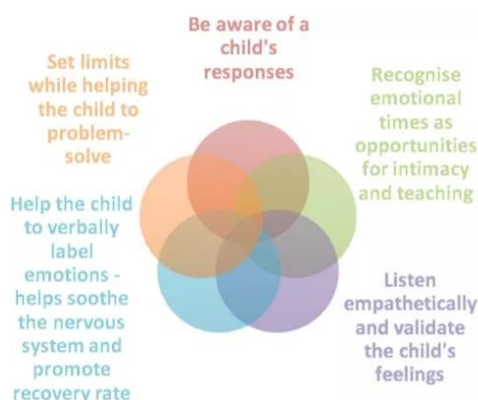 Be aware of a
child's
responses
Recognise
emotional
times as
opportunities
for intimacy
and teaching
Listen
empathetically
and validate
the child's
feelings
Help the child
to verbally
label
emotions -
helps soothe
the nervous
system and
promote
recovery rate
Set limits
while helping
the child to
problem-
solve